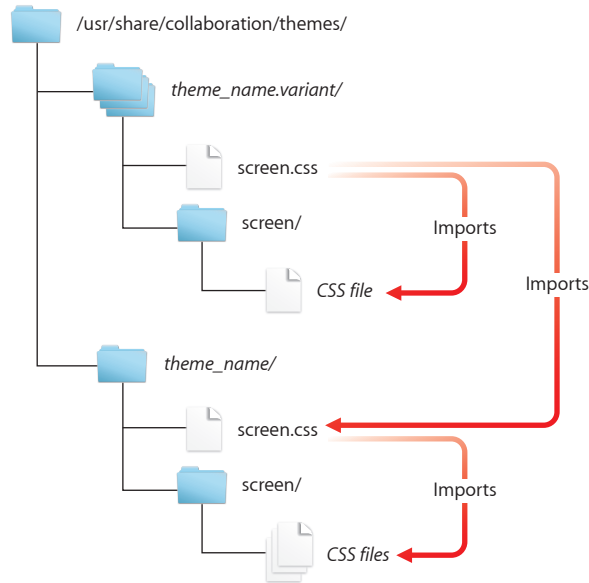 /usr/share/collaboration/themes/
theme_name.variant/
screen.css
screen/
Imports
CSS file
Imports
theme_name/
screen.css
screen/
Imports
CSS files